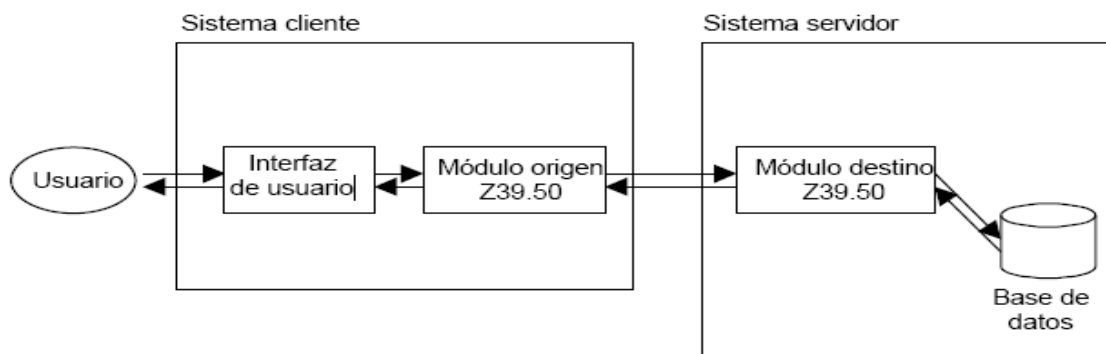 Sistema cliente
Sistema servidor
Usuario
Interfaz
de usuario
Módulo origen
Z39.50
Módulo destino
Z39.50
Base de
datos